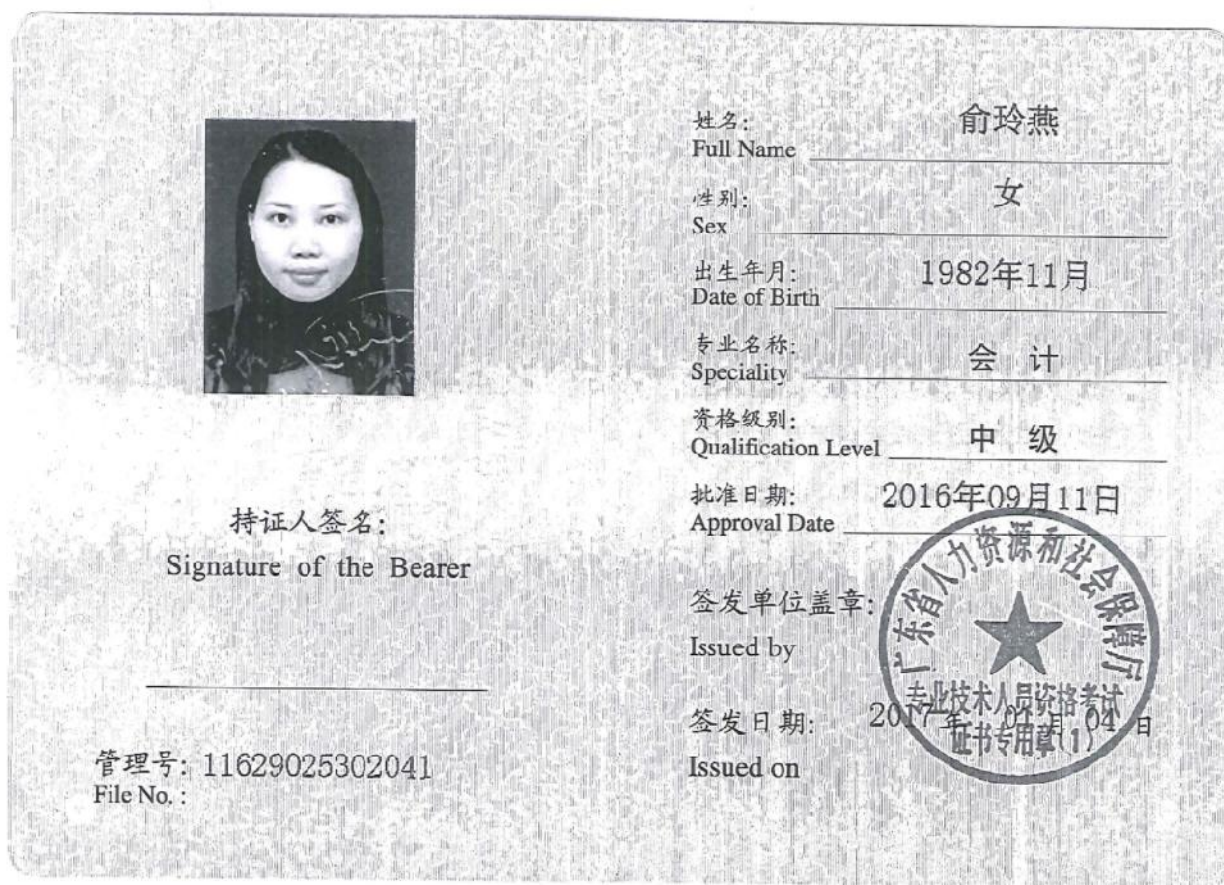 持证人签名:
Signature of the Bearer
管理号: 11629025302041
File No. :
姓名: 俞玲燕
Full Name
性别: 女
Sex
出生年月: 1982年11月
Date of Birth
专业名称: 会 计
Speciality
资格级别: 中 级
Qualification Level
批准日期: 2016年09月11日
Approval Date
签发单位盖章:
Issued by
广东省人力资源和社会保障厅
专业技术人员资格考试
证书专用章(1)
签发日期: 2017 年 01 月 04 日
Issued on